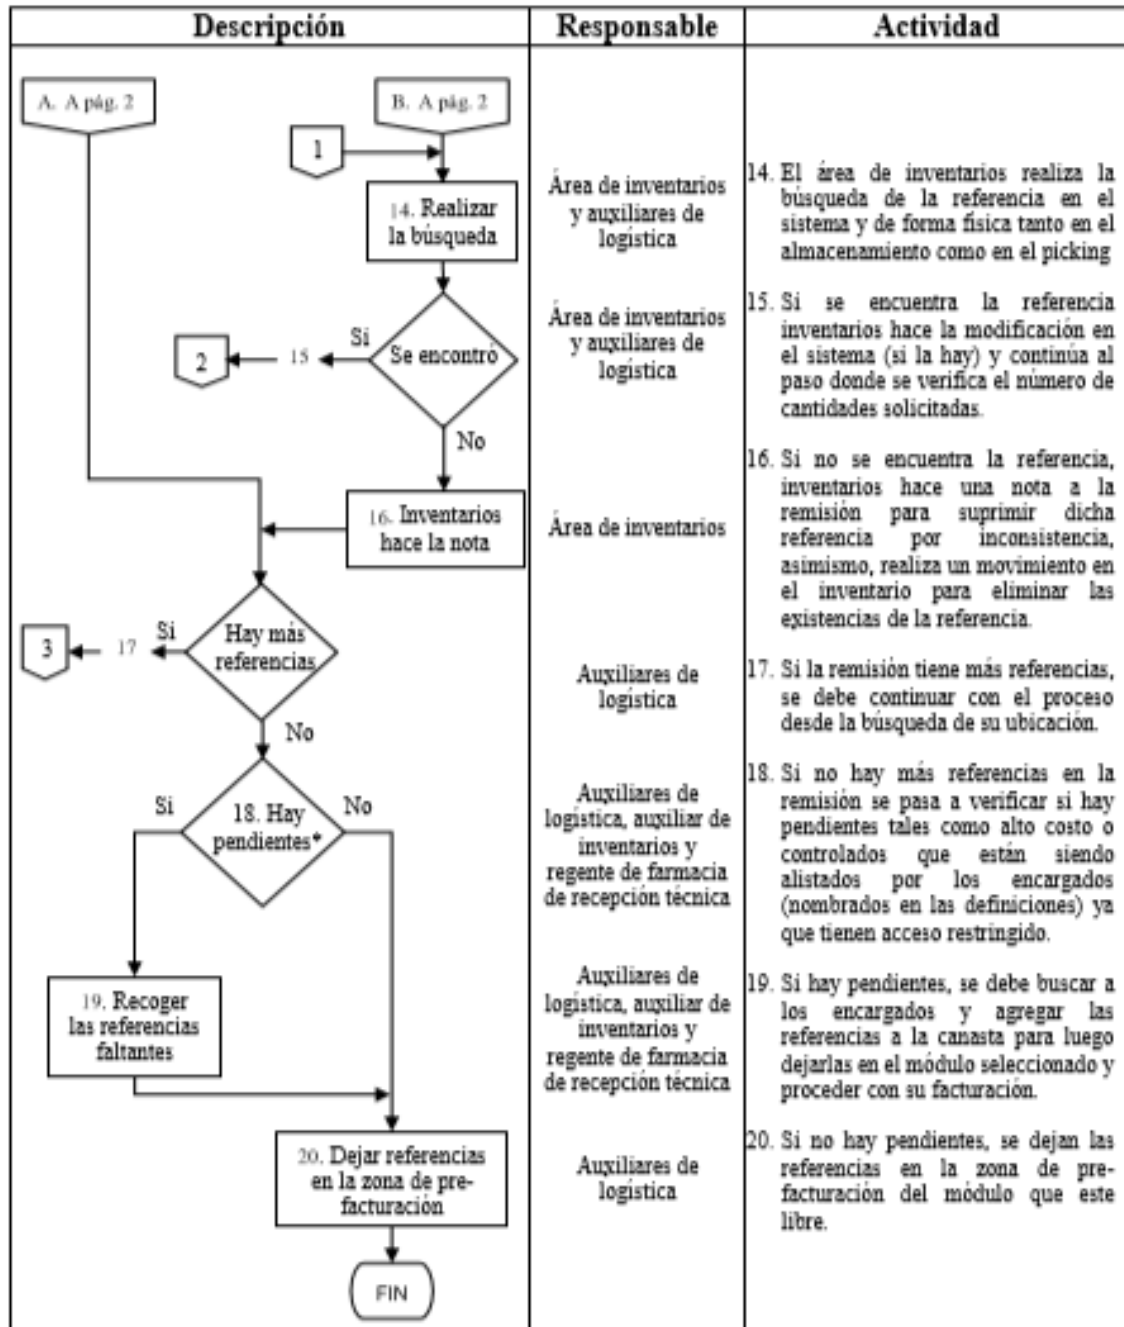 Descripción
Responsable
Actividad
A. A pág. 2
B. A pág. 2
1
14. Realizar
la búsqueda
Se encontró
Si
15
2
No
16. Inventarios
hace la nota
Hay más
referencias
Si
17
3
No
18. Hay
pendientes*
Si
No
19. Recoger
las referencias
faltantes
20. Dejar referencias
en la zona de pre-
facturación
FIN
Área de inventarios
y auxiliares de
logística
Área de inventarios
y auxiliares de
logística
Área de inventarios
Auxiliares de
logística
Auxiliares de
logística, auxiliar de
inventarios y
regente de farmacia
de recepción técnica
Auxiliares de
logística, auxiliar de
inventarios y
regente de farmacia
de recepción técnica
Auxiliares de
logística
14. El área de inventarios realiza la
búsqueda de la referencia en el
sistema y de forma física tanto en el
almacenamiento como en el picking
15. Si se encuentra la referencia
inventarios hace la modificación en
el sistema (si la hay) y continúa al
paso donde se verifica el número de
cantidades solicitadas.
16. Si no se encuentra la referencia,
inventarios hace una nota a la
remisión para suprimir dicha
referencia por inconsistencia,
asimismo, realiza un movimiento en
el inventario para eliminar las
existencias de la referencia.
17. Si la remisión tiene más referencias,
se debe continuar con el proceso
desde la búsqueda de su ubicación.
18. Si no hay más referencias en la
remisión se pasa a verificar si hay
pendientes tales como alto costo o
controlados que están siendo
alistados por los encargados
(nombrados en las definiciones) ya
que tienen acceso restringido.
19. Si hay pendientes, se debe buscar a
los encargados y agregar las
referencias a la canasta para luego
dejarlas en el módulo seleccionado y
proceder con su facturación.
20. Si no hay pendientes, se dejan las
referencias en la zona de pre-
facturación del módulo que este
libre.